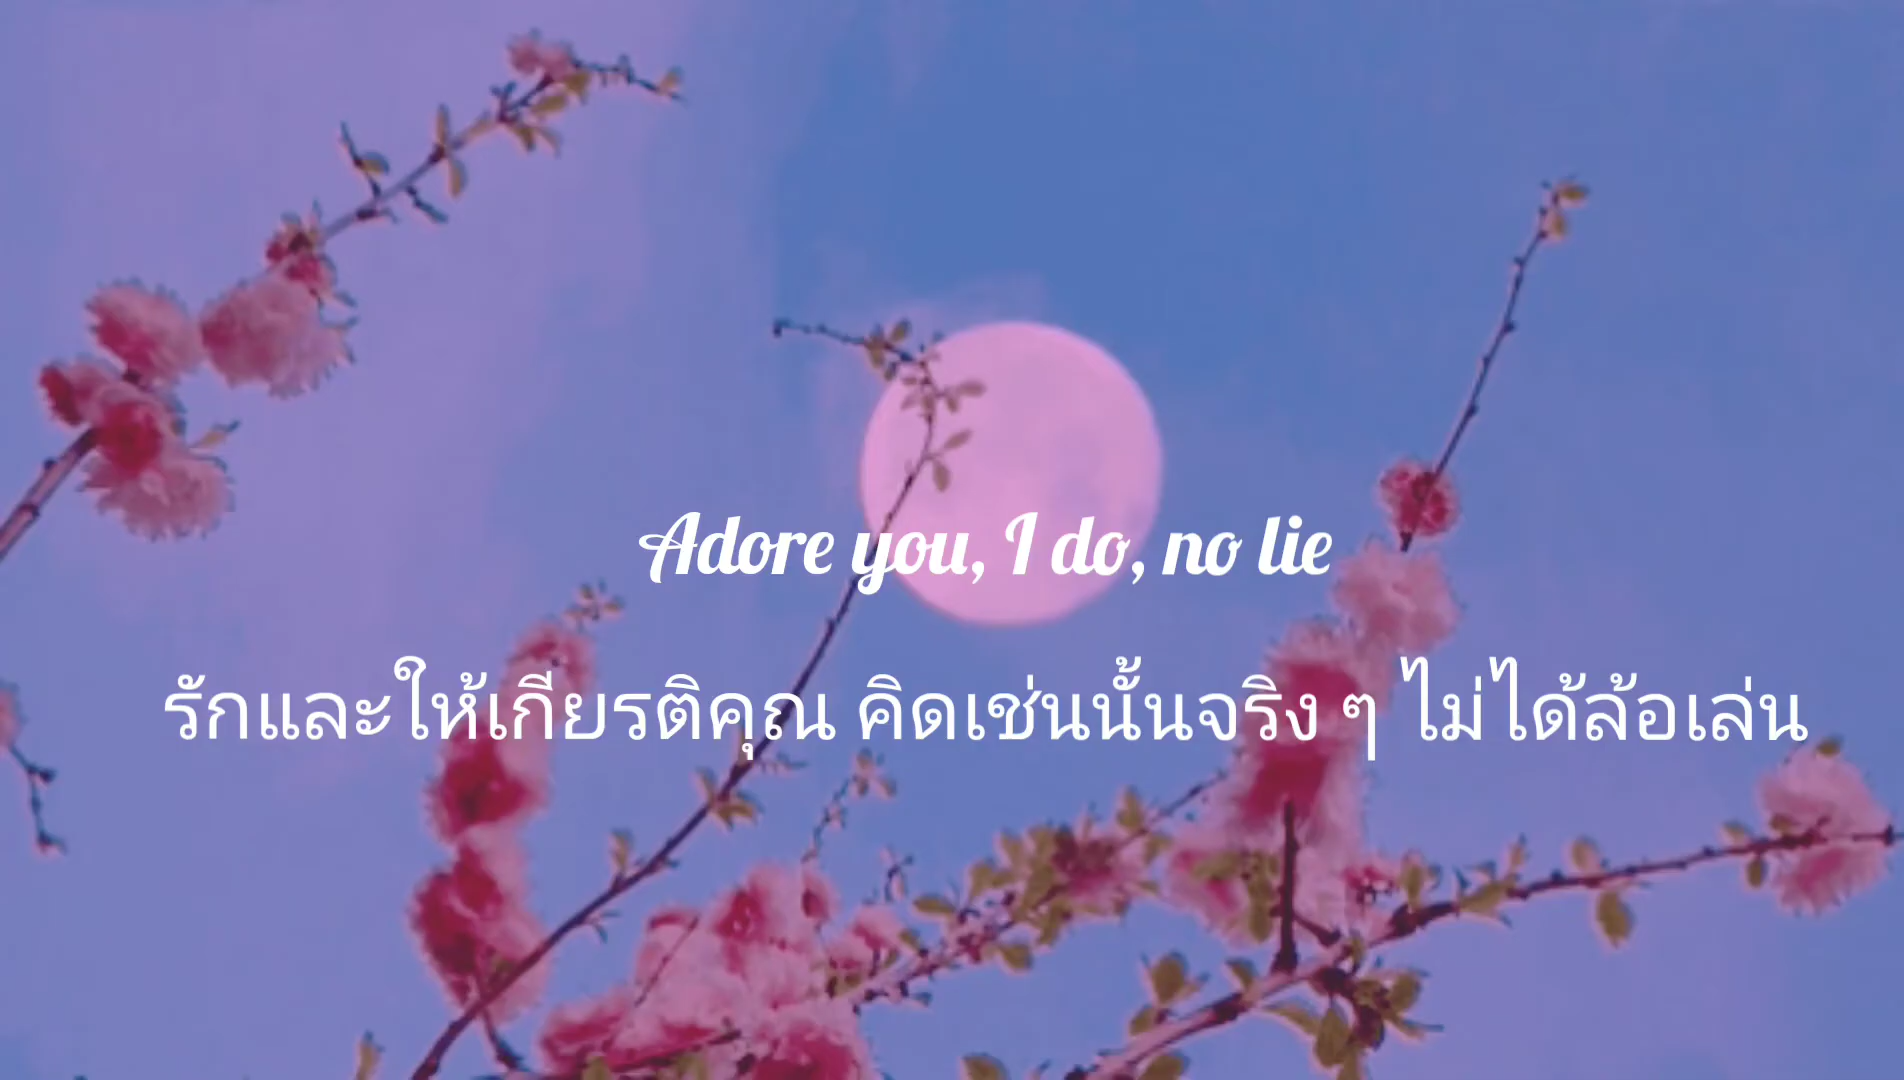 Adore you, I do, no lie
รักและให้เกียรติคุณ คิดเช่นนั้นจริง ๆ ไม่ได้ล้อเล่น